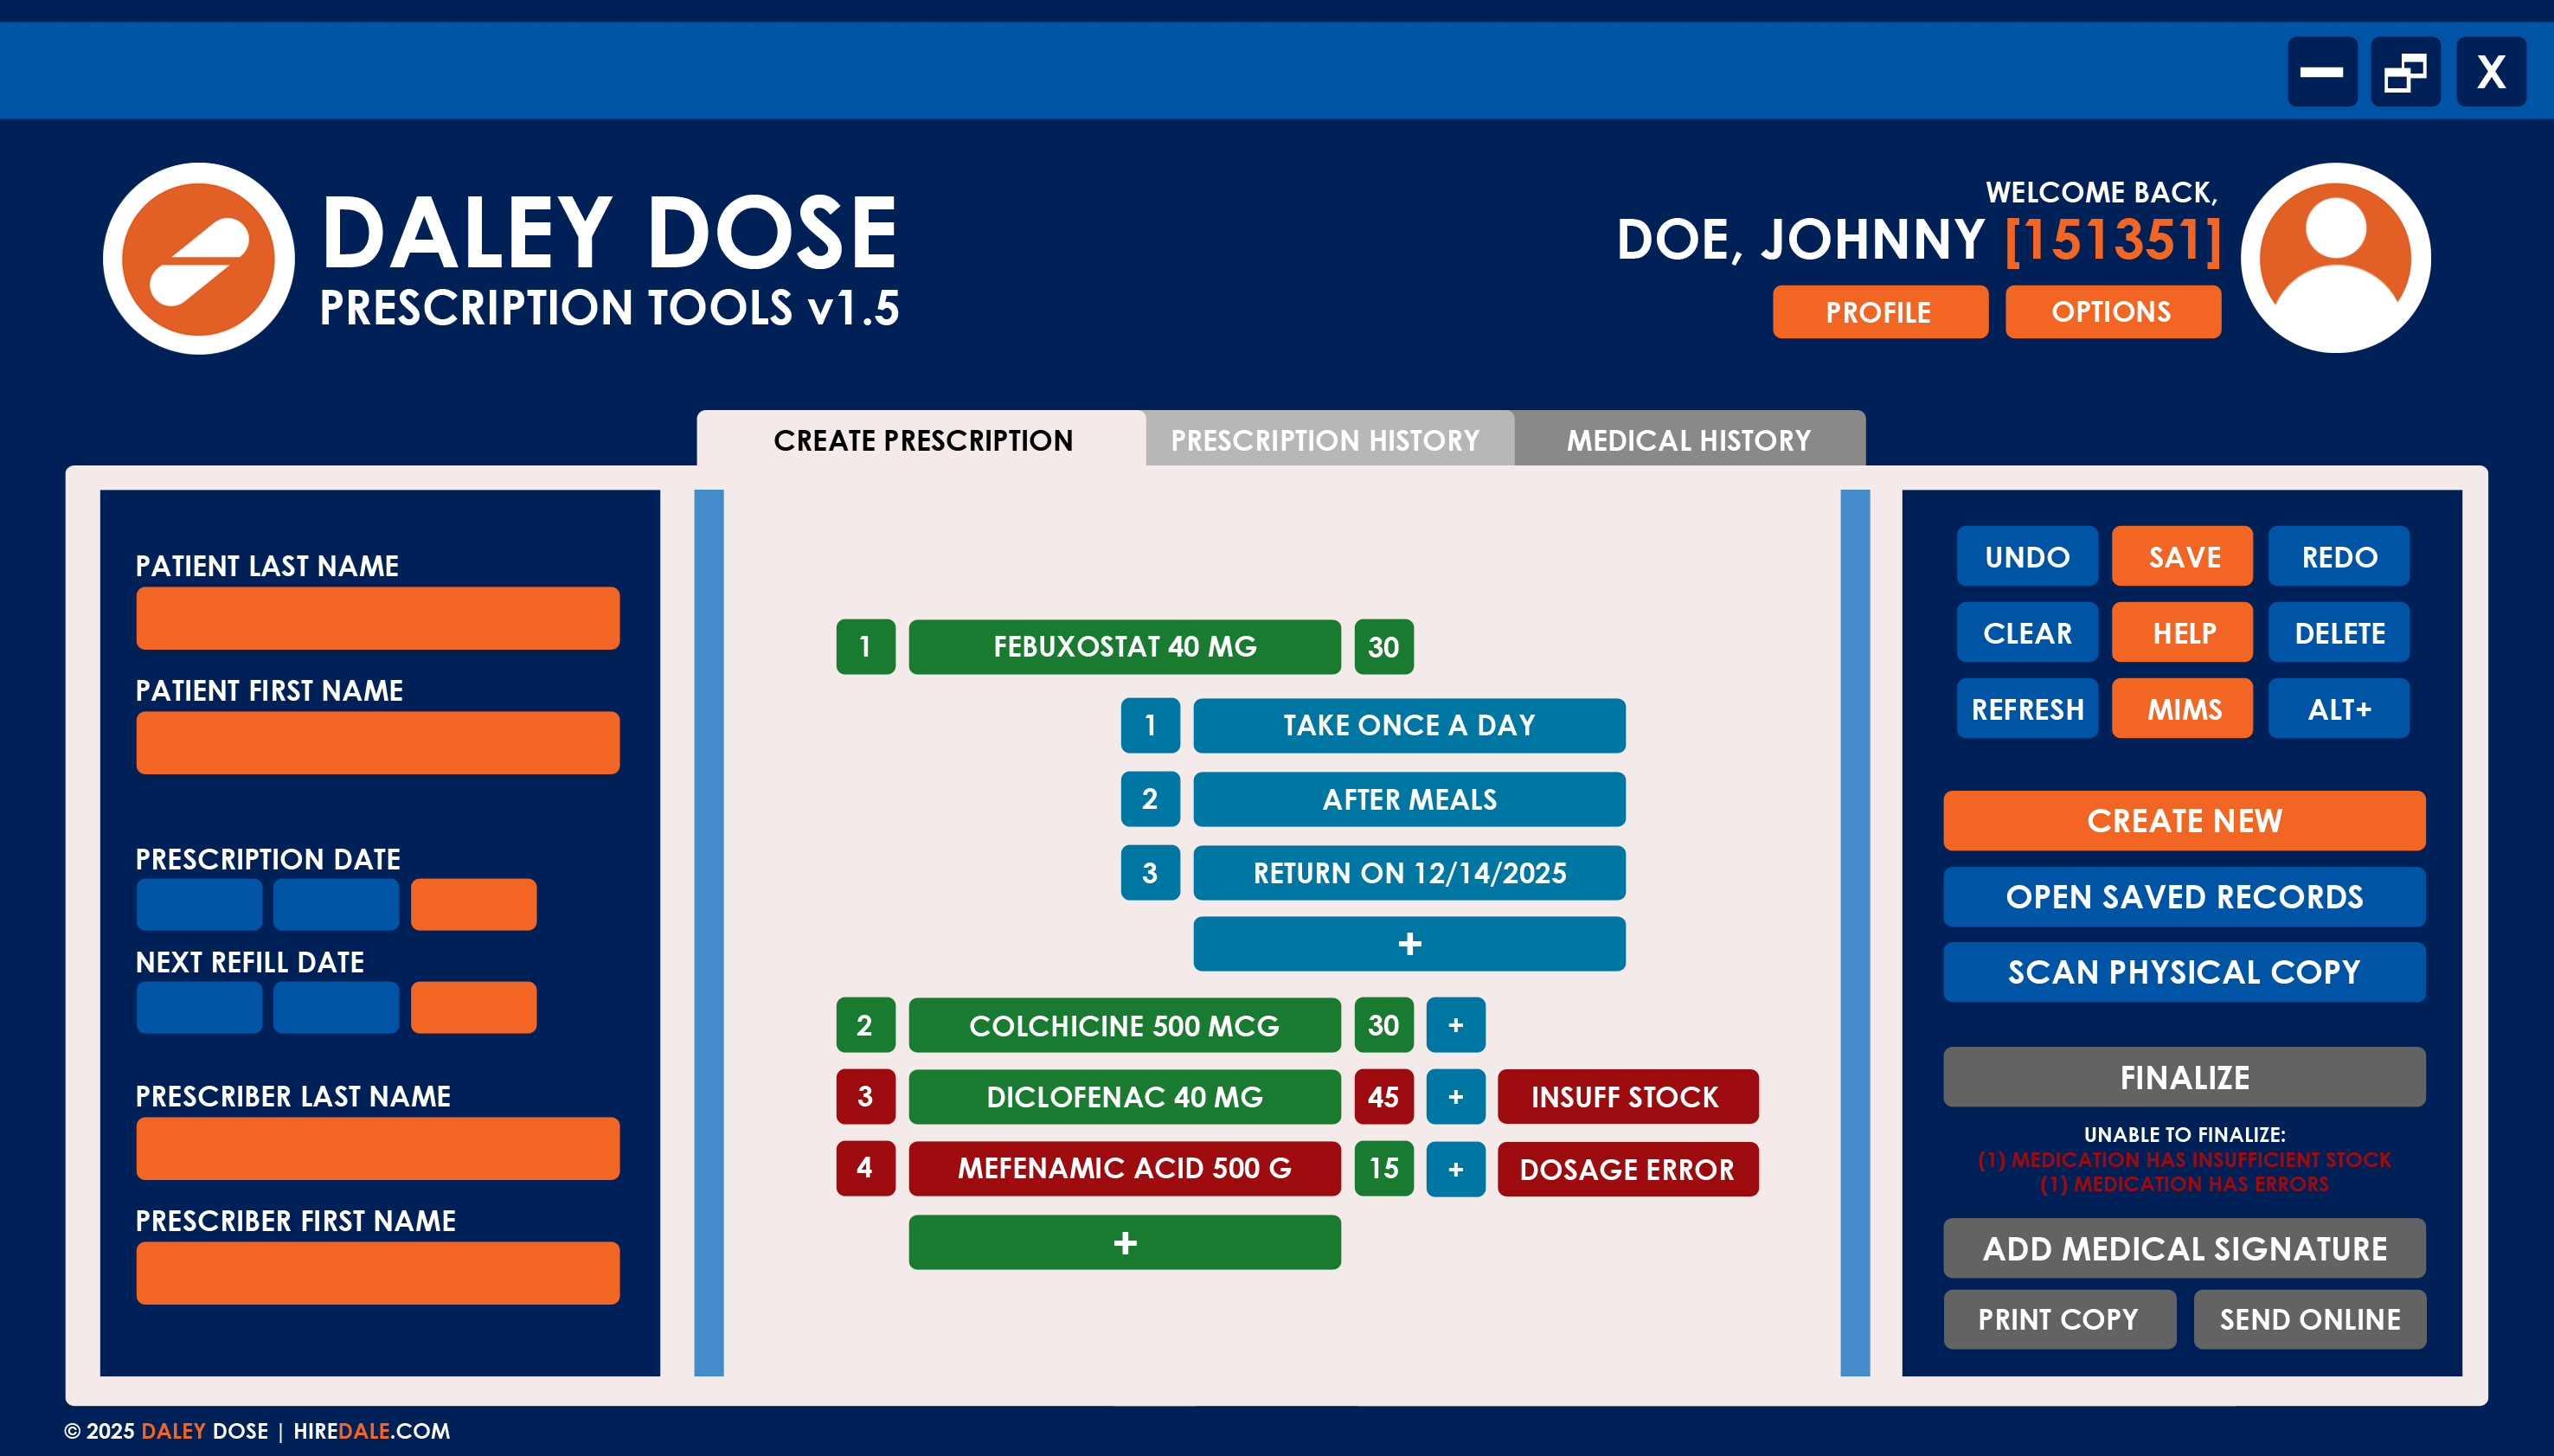 X
DALEY DOSE
PRESCRIPTION TOOLS v1.5
WELCOME BACK,
DOE, JOHNNY [151351]
PROFILE
OPTIONS
CREATE PRESCRIPTION
PRESCRIPTION HISTORY
MEDICAL HISTORY
PATIENT LAST NAME
PATIENT FIRST NAME
PRESCRIPTION DATE
NEXT REFILL DATE
PRESCRIBER LAST NAME
PRESCRIBER FIRST NAME
1 FEBUXOSTAT 40 MG 30
1 TAKE ONCE A DAY
2 AFTER MEALS
3 RETURN ON 12/14/2025
+
2 COLCHICINE 500 MCG 30 +
3 DICLOFENAC 40 MG 45 + INSUFF STOCK
4 MEFENAMIC ACID 500 G 15 + DOSAGE ERROR
+
UNDO SAVE REDO
CLEAR HELP DELETE
REFRESH MIMS ALT+
CREATE NEW
OPEN SAVED RECORDS
SCAN PHYSICAL COPY
FINALIZE
UNABLE TO FINALIZE:
(1) MEDICATION HAS INSUFFICIENT STOCK
(1) MEDICATION HAS ERRORS
ADD MEDICAL SIGNATURE
PRINT COPY SEND ONLINE
© 2025 DALEY DOSE | HIREDALE.COM